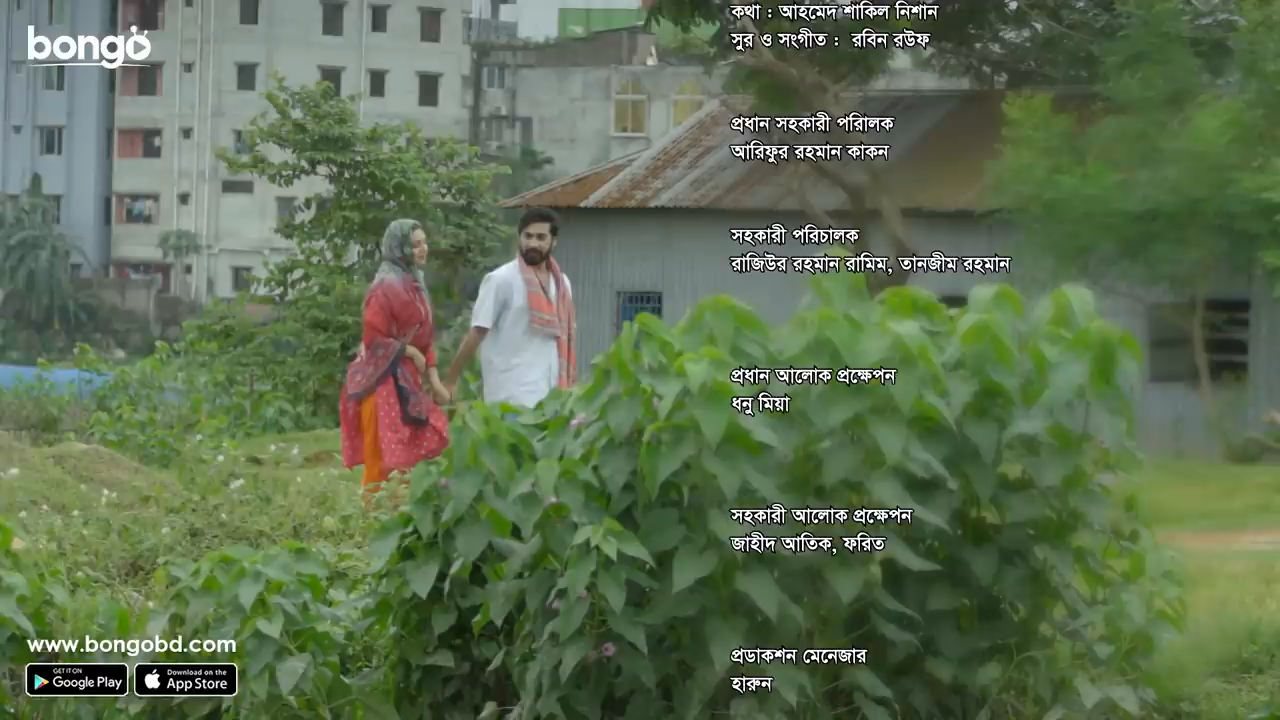 bongo
কথা : আহমেদ শাকিল নিশান
সুর ও সংগীত : রবিন রউফ
প্রধান সহকারী পরিালক
আরিফুর রহমান কাকন
সহকারী পরিচালক
রাজিউর রহমান রামিম, তানজীম রহমান
প্রধান আলোক প্রক্ষেপন
ধনু মিয়া
সহকারী আলোক প্রক্ষেপন
জাহীদ আতিক, ফরিত
প্রডাকশন মেনেজার
হারুন
www.bongobd.com
GET IT ON
Google Play
Download on the
App Store